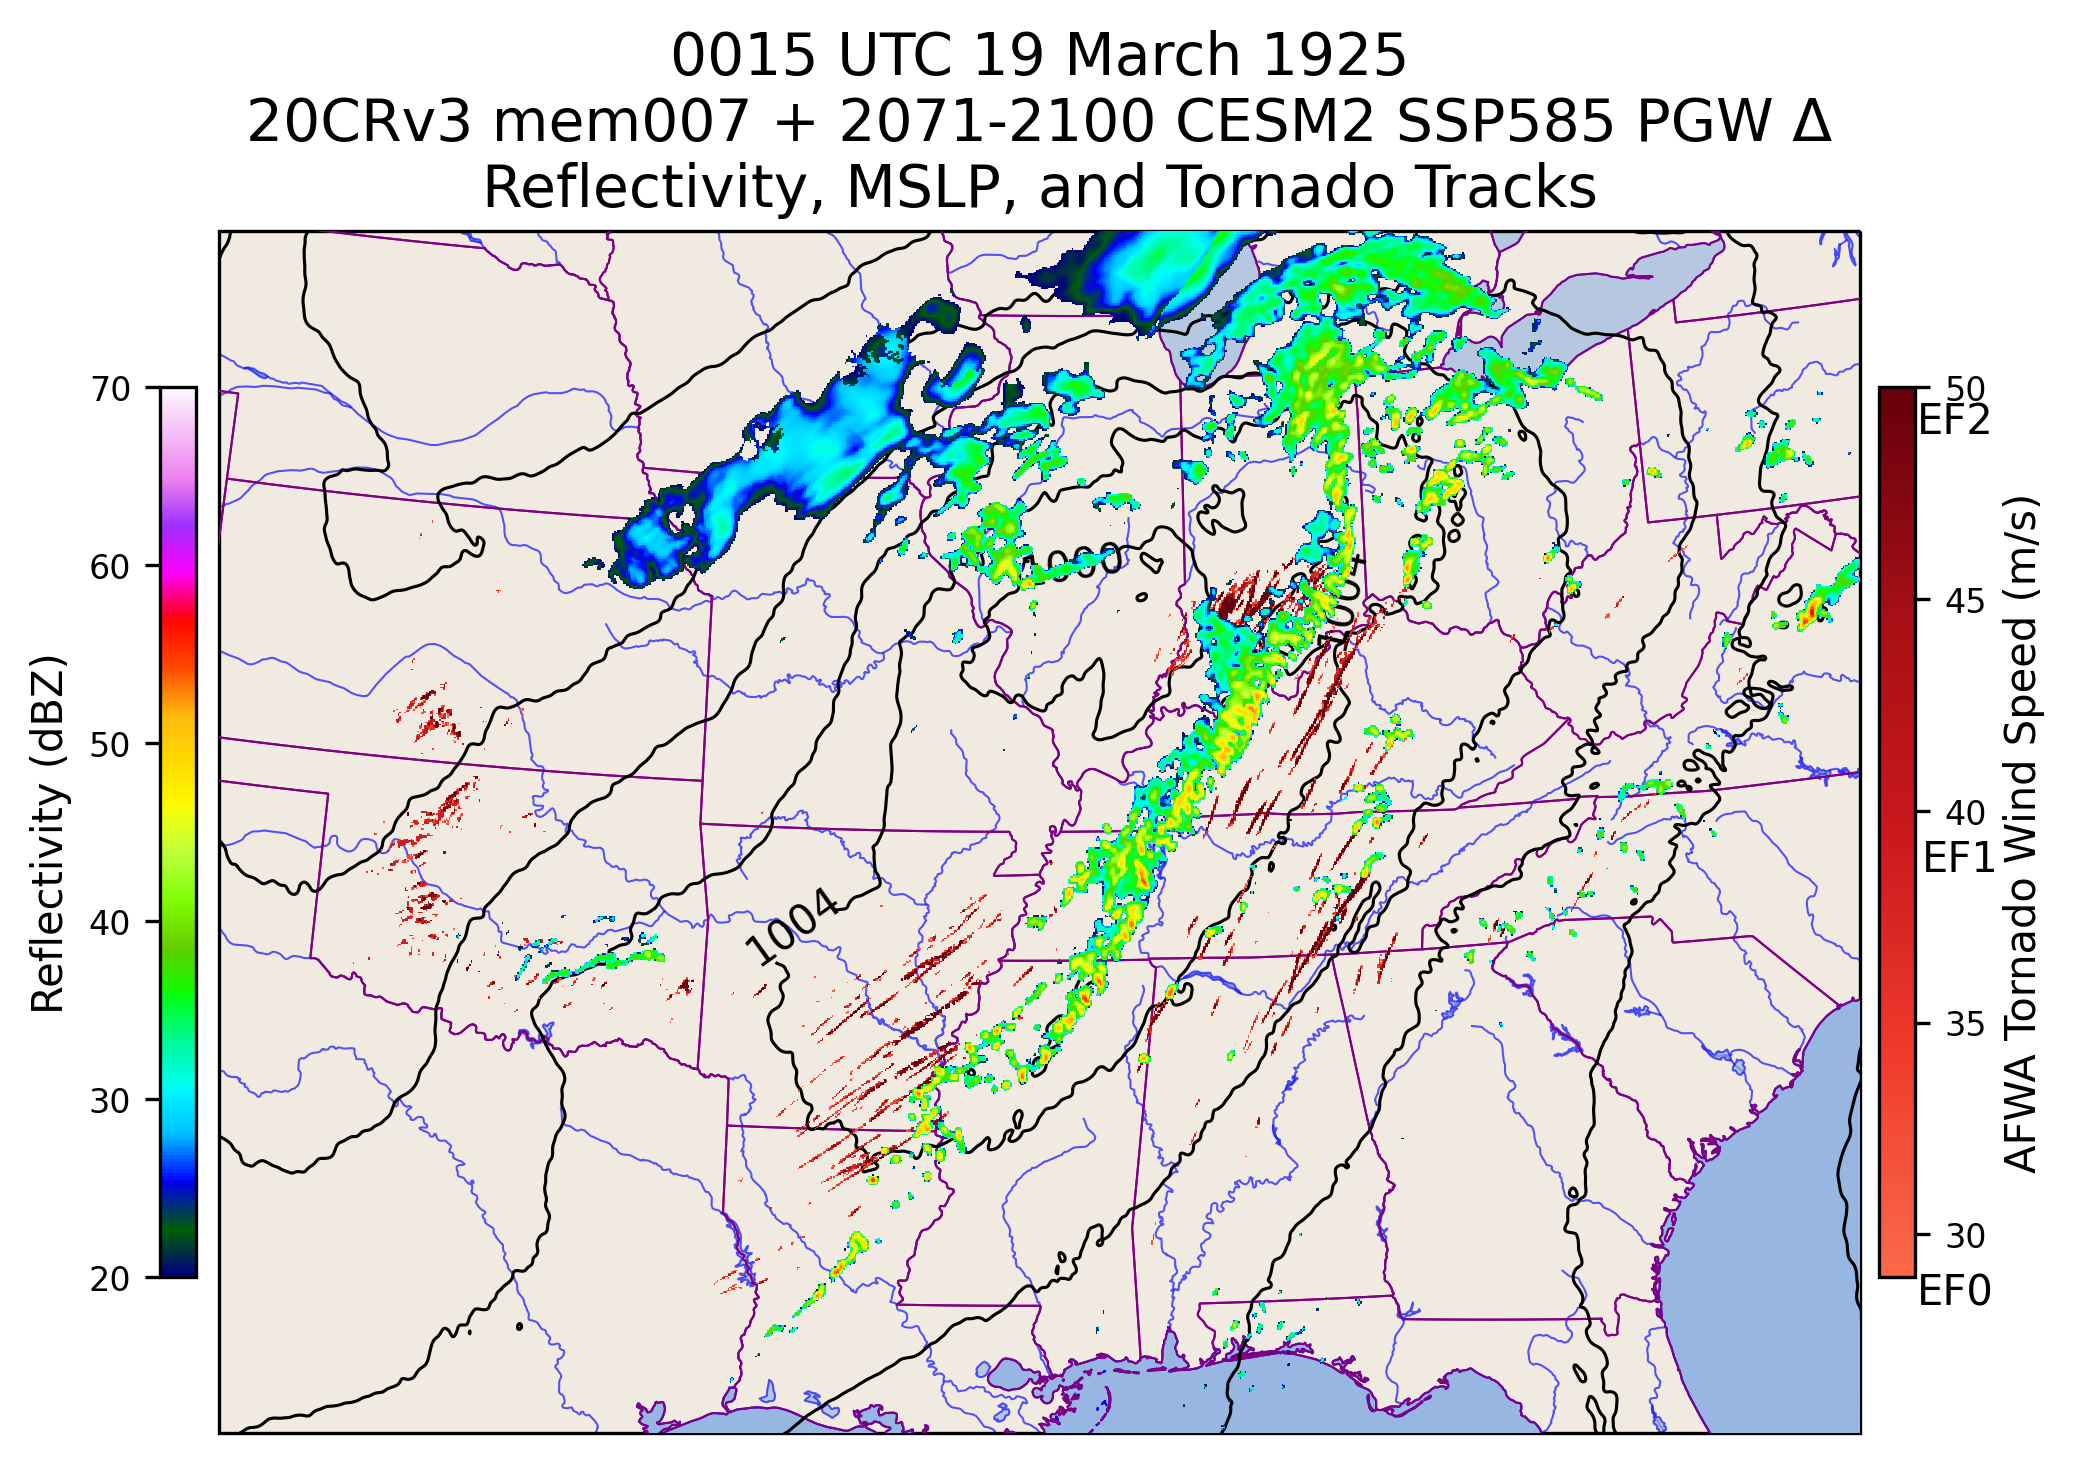 0015 UTC 19 March 1925
20CRv3 mem007 + 2071-2100 CESM2 SSP585 PGW Δ
Reflectivity, MSLP, and Tornado Tracks
Reflectivity (dBZ)
70
60
50
40
30
20
1000
1004
1004
50
EF2
45
40
EF1
35
30
EF0
AFWA Tornado Wind Speed (m/s)